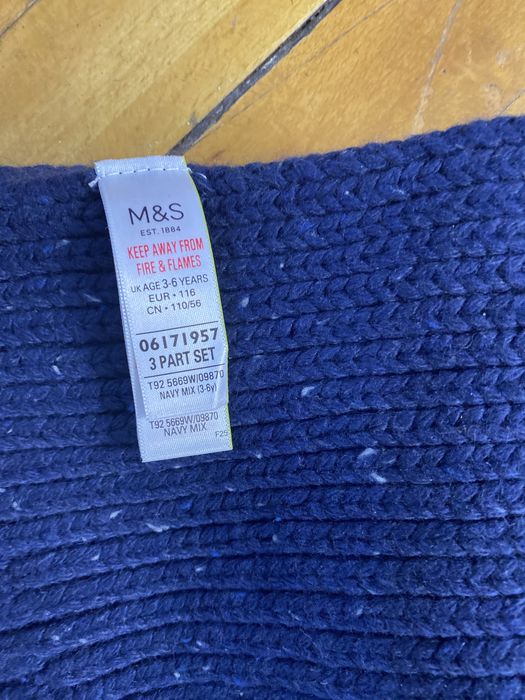 M&S
EST. 1884
KEEP AWAY FROM
FIRE & FLAMES
UK AGE 3-6 YEARS
EUR • 116
CN • 110/56
06171957
3 PART SET
T92 5669W/09870
NAVY MIX (3-6y)
T92 5669W/09870
NAVY MIX
F25